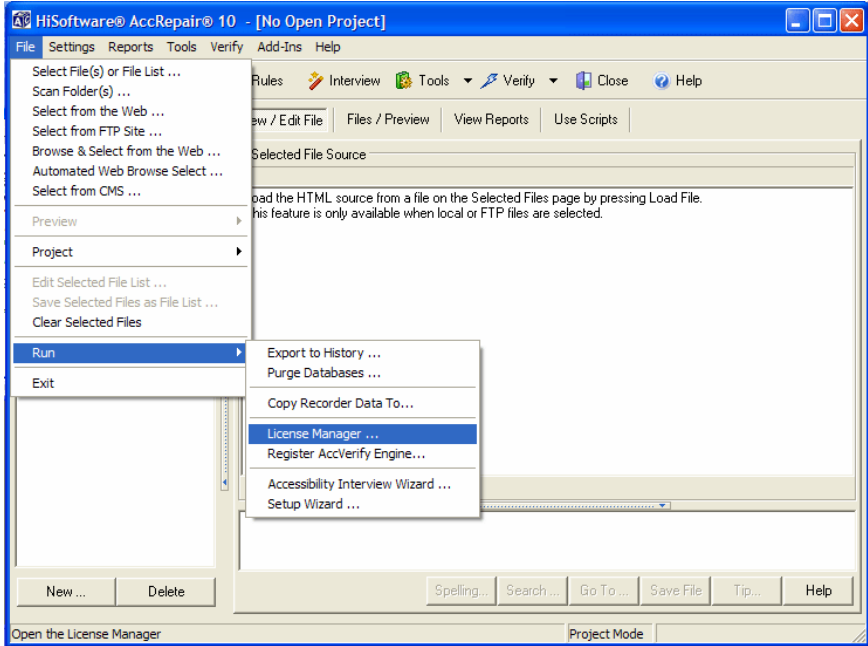 HiSoftware® AccRepair® 10 - [No Open Project]
File Settings Reports Tools Verify Add-Ins Help
Select File(s) or File List ...
Scan Folder(s) ...
Select from the Web ...
Select from FTP Site ...
Browse & Select from the Web ...
Automated Web Browse Select ...
Select from CMS ...
Preview
Project
Edit Selected File List ...
Save Selected Files as File List ...
Clear Selected Files
Run
Exit
Rules Interview Tools Verify Close Help
ew / Edit File Files / Preview View Reports Use Scripts
Selected File Source
oad the HTML source from a file on the Selected Files page by pressing Load File.
his feature is only available when local or FTP files are selected.
Export to History ...
Purge Databases ...
Copy Recorder Data To...
License Manager ...
Register AccVerify Engine...
Accessibility Interview Wizard ...
Setup Wizard ...
New ... Delete
Spelling... Search ... Go To ... Save File Tip... Help
Open the License Manager Project Mode